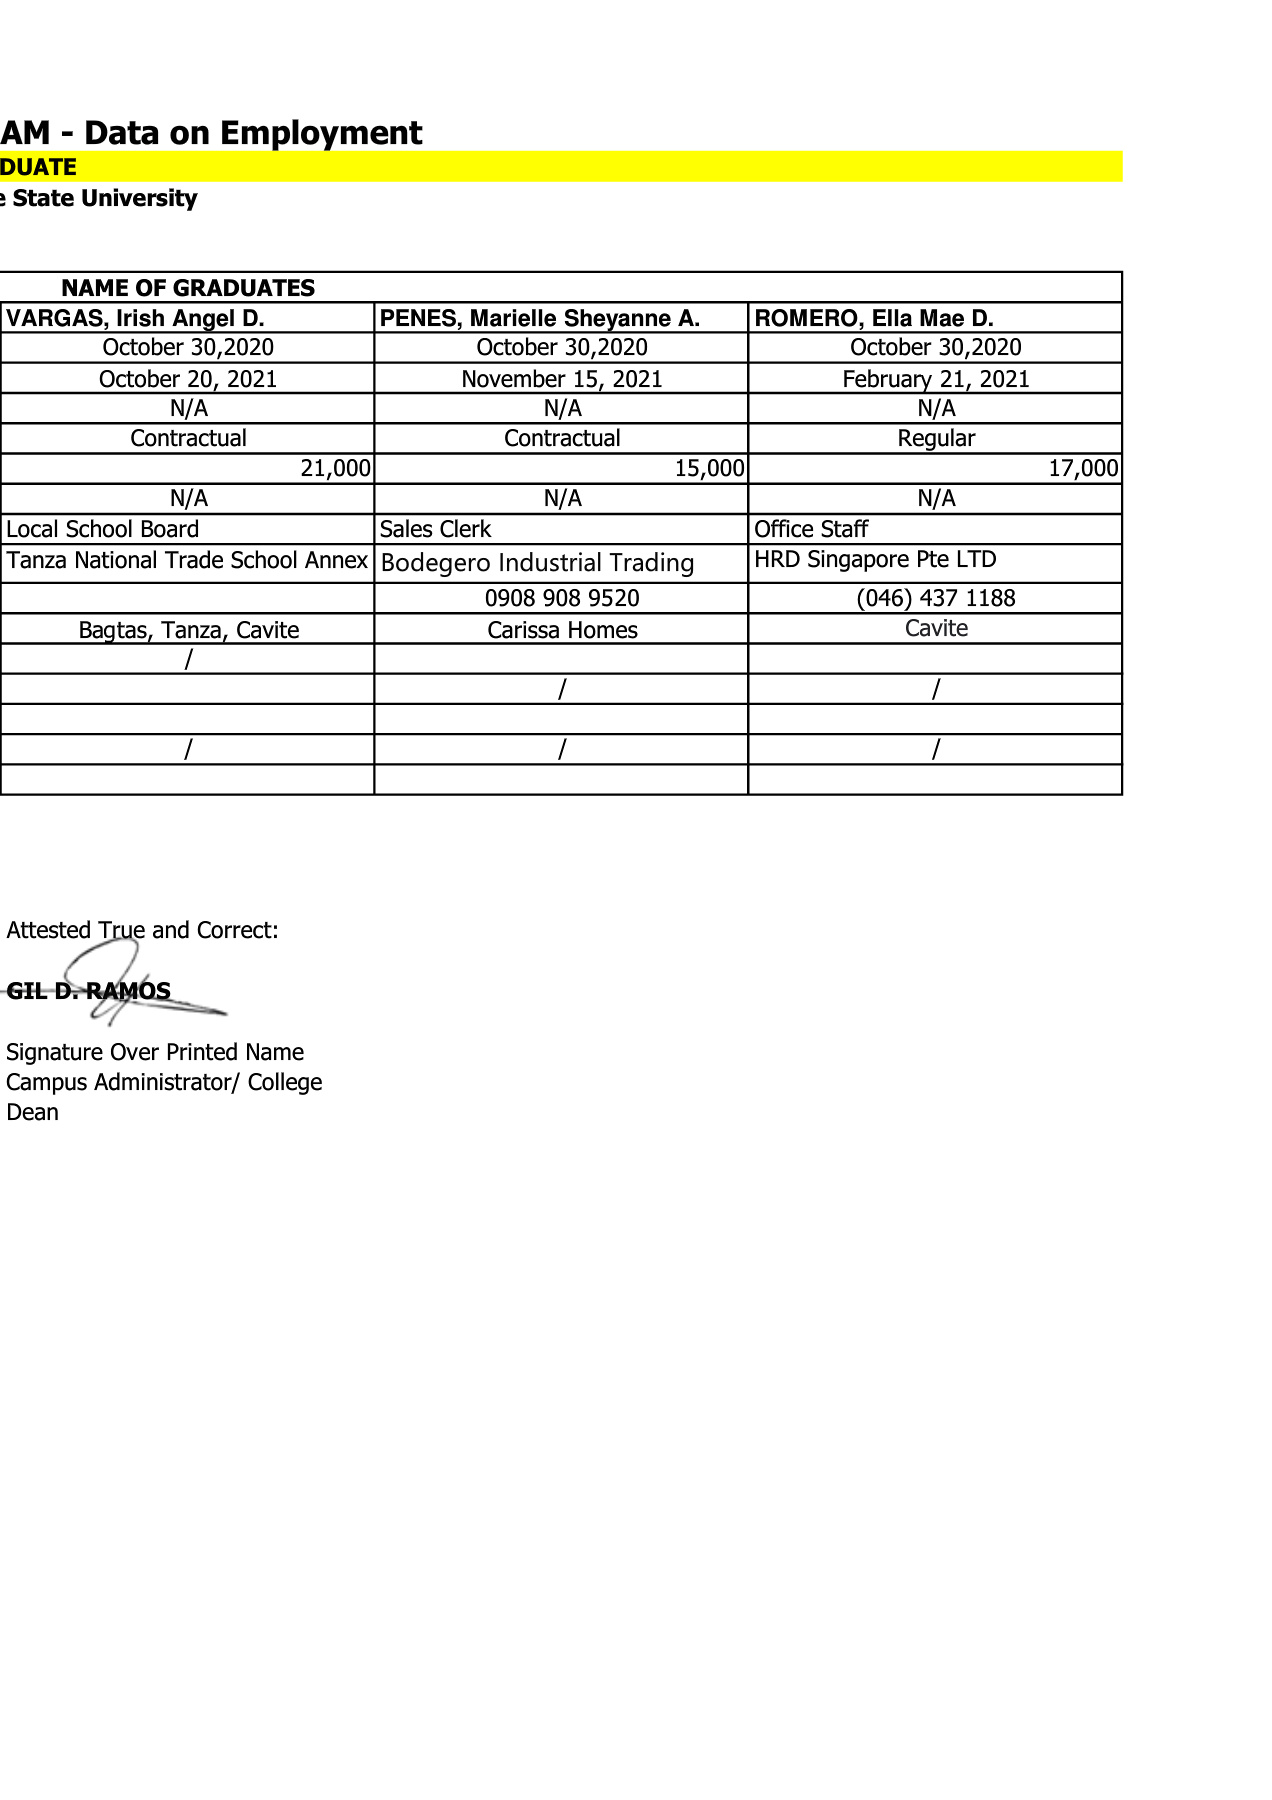 AM - Data on Employment
DUATE
e State University
NAME OF GRADUATES
VARGAS, Irish Angel D. PENES, Marielle Sheyanne A. ROMERO, Ella Mae D.
October 30,2020 October 30,2020 October 30,2020
October 20, 2021 November 15, 2021 February 21, 2021
N/A N/A N/A
Contractual Contractual Regular
21,000 15,000 17,000
N/A N/A N/A
Local School Board Sales Clerk Office Staff
Tanza National Trade School Annex Bodegero Industrial Trading HRD Singapore Pte LTD
0908 908 9520 (046) 437 1188
Bagtas, Tanza, Cavite Carissa Homes Cavite
/
/ /
/ / /
Attested True and Correct:
GIL D. RAMOS
Signature Over Printed Name
Campus Administrator/ College
Dean